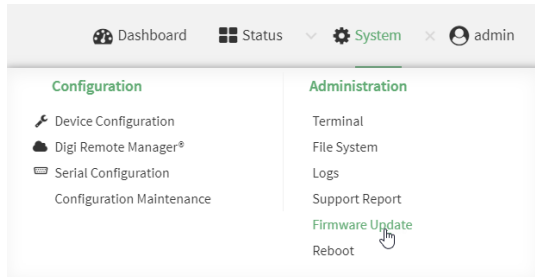 Dashboard Status System admin
Configuration
Device Configuration
Digi Remote Manager®
Serial Configuration
Configuration Maintenance
Administration
Terminal
File System
Logs
Support Report
Firmware Update
Reboot